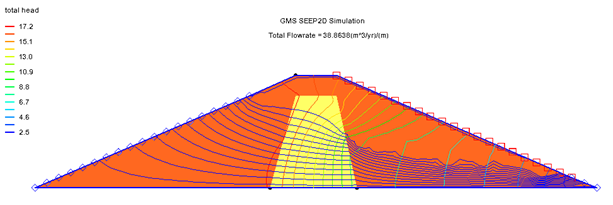 total head
17.2
15.1
13.0
10.9
8.8
6.7
4.6
2.5
GMS SEEP2D Simulation
Total Flowrate =38.8638(m^3/yr)/(m)